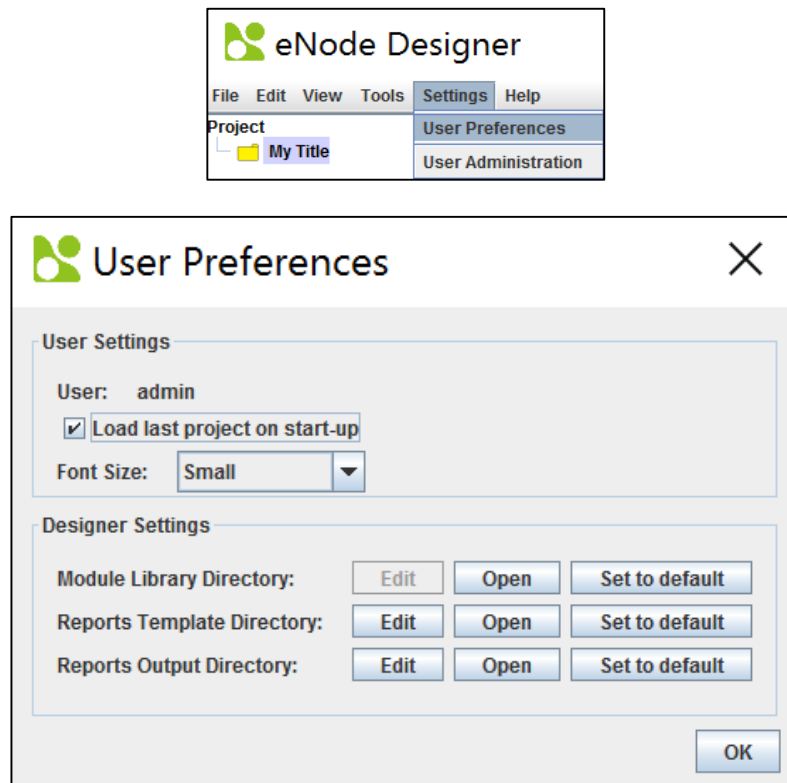 eNode Designer
File Edit View Tools Settings Help
Project
My Title
User Preferences
User Administration
User Preferences
User Settings
User: admin
Load last project on start-up
Font Size: Small
Designer Settings
Module Library Directory: Edit Open Set to default
Reports Template Directory: Edit Open Set to default
Reports Output Directory: Edit Open Set to default
OK